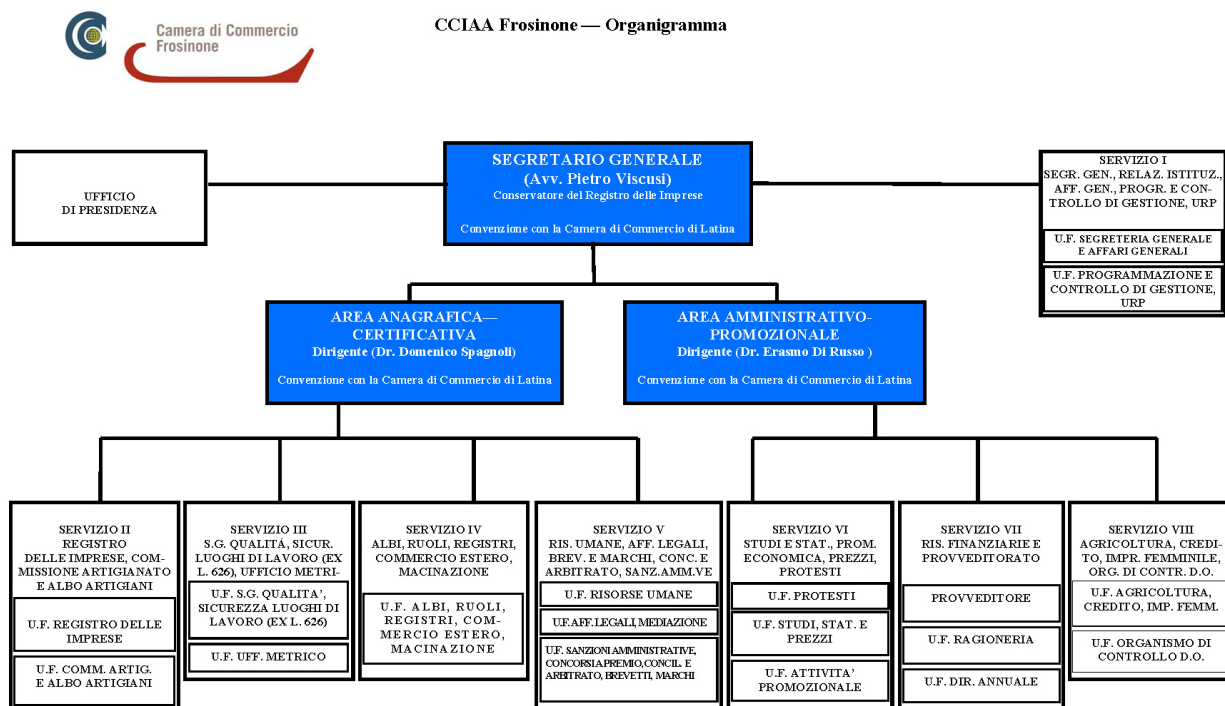 Camera di Commercio
Frosinone
CCIAA Frosinone — Organigramma
UFFICIO
DI PRESIDENZA
SEGRETARIO GENERALE
(Avv. Pietro Viscusi)
Conservatore del Registro delle Imprese
Convenzione con la Camera di Commercio di Latina
SERVIZIO I
SEGR. GEN., RELAZ. ISTITUZ.,
AFF. GEN., PROGR. E CON-
TROLLO DI GESTIONE, URP
U.F. SEGRETERIA GENERALE
E AFFARI GENERALI
U.F. PROGRAMMAZIONE E
CONTROLLO DI GESTIONE,
URP
AREA ANAGRAFICA—
CERTIFICATIVA
Dirigente (Dr. Domenico Spagnoli)
Convenzione con la Camera di Commercio di Latina
AREA AMMINISTRATIVO-
PROMOZIONALE
Dirigente (Dr. Erasmo Di Russo )
Convenzione con la Camera di Commercio di Latina
SERVIZIO II
REGISTRO
DELLE IMPRESE, COM-
MISSIONE ARTIGIANATO
E ALBO ARTIGIANI
U.F. REGISTRO DELLE
IMPRESE
U.F. COMM. ARTIG.
E ALBO ARTIGIANI
SERVIZIO III
S.G. QUALITÀ, SICUR.
LUOGHI DI LAVORO (EX
L. 626), UFFICIO METRI-
U.F. S.G. QUALITA',
SICUREZZA LUOGHI DI
LAVORO (EX L. 626)
U.F. UFF. METRICO
SERVIZIO IV
ALBI, RUOLI, REGISTRI,
COMMERCIO ESTERO,
MACINAZIONE
U.F. ALBI, RUOLI,
REGISTRI, COM-
MERCIO ESTERO,
MACINAZIONE
SERVIZIO V
RIS. UMANE, AFF. LEGALI,
BREV. E MARCHI, CONC. E
ARBITRATO, SANZ.AMM.VE
U.F. RISORSE UMANE
U.F.AFF. LEGALI, MEDIAZIONE
U.F. SANZIONI AMMINISTRATIVE,
CONCORSI A PREMIO, CONCIL. E
ARBITRATO, BREVETTI, MARCHI
SERVIZIO VI
STUDI E STAT., PROM.
ECONOMICA, PREZZI,
PROTESTI
U.F. PROTESTI
U.F. STUDI, STAT. E
PREZZI
U.F. ATTIVITA'
PROMOZIONALE
SERVIZIO VII
RIS. FINANZIARIE E
PROVVEDITORATO
PROVVEDITORE
U.F. RAGIONERIA
U.F. DIR. ANNUALE
SERVIZIO VIII
AGRICOLTURA, CREDI-
TO, IMPR. FEMMINILE,
ORG. DI CONTR. D.O.
U.F. AGRICOLTURA,
CREDITO, IMP. FEMM.
U.F. ORGANISMO DI
CONTROLLO D.O.